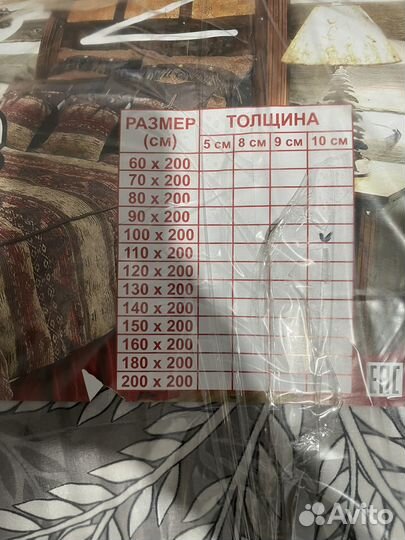 РАЗМЕР (см) ТОЛЩИНА
5 см 8 см 9 см 10 см
60 x 200
70 x 200
80 x 200
90 x 200
100 x 200
110 x 200
120 x 200
130 x 200
140 x 200
150 x 200
160 x 200
180 x 200
200 x 200
EAC
Avito